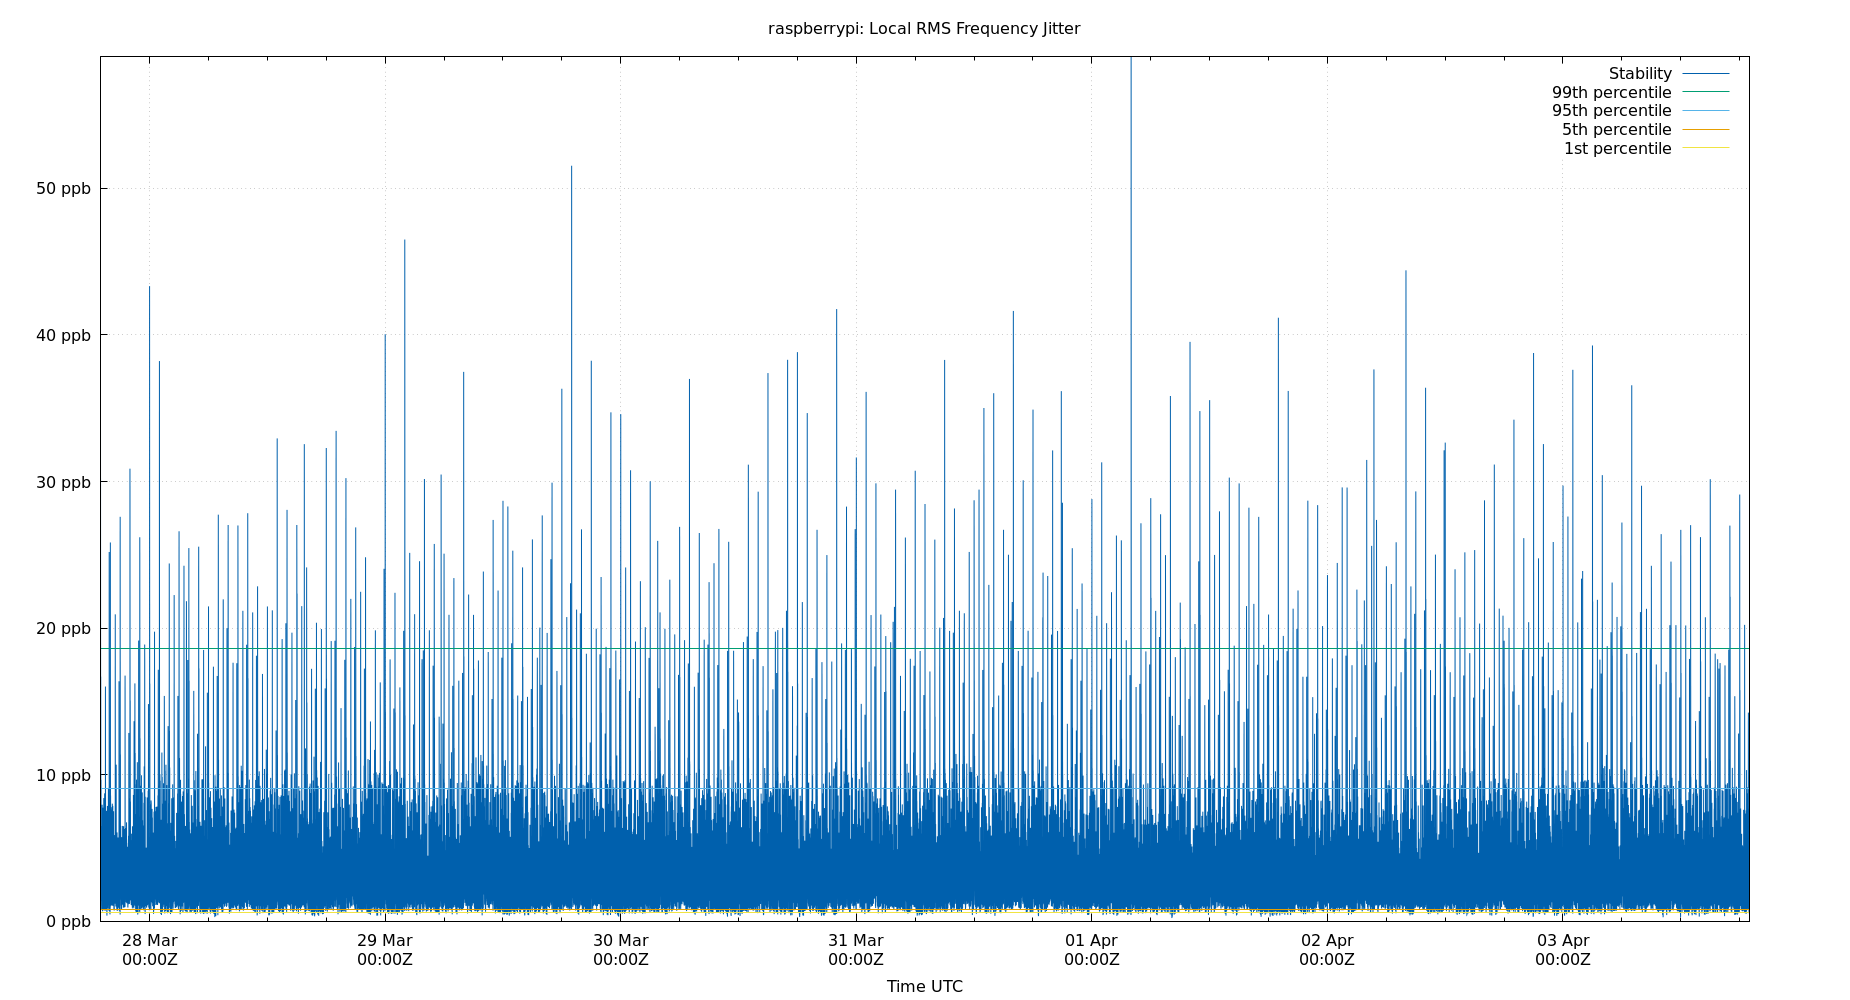 raspberrypi: Local RMS Frequency Jitter
Stability
99th percentile
95th percentile
5th percentile
1st percentile
50 ppb
40 ppb
30 ppb
20 ppb
10 ppb
0 ppb
28 Mar 29 Mar 30 Mar 31 Mar 01 Apr 02 Apr 03 Apr
00:00Z 00:00Z 00:00Z 00:00Z 00:00Z 00:00Z 00:00Z
Time UTC